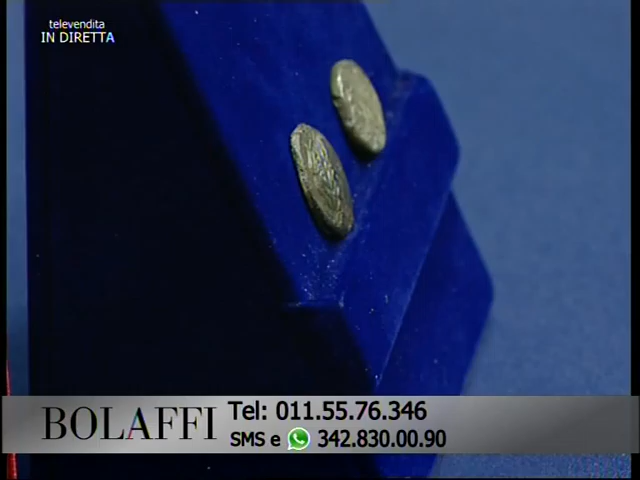 televendita
IN DIRETTA
BOLAFFI
Tel: 011.55.76.346
SMS e 342.830.00.90